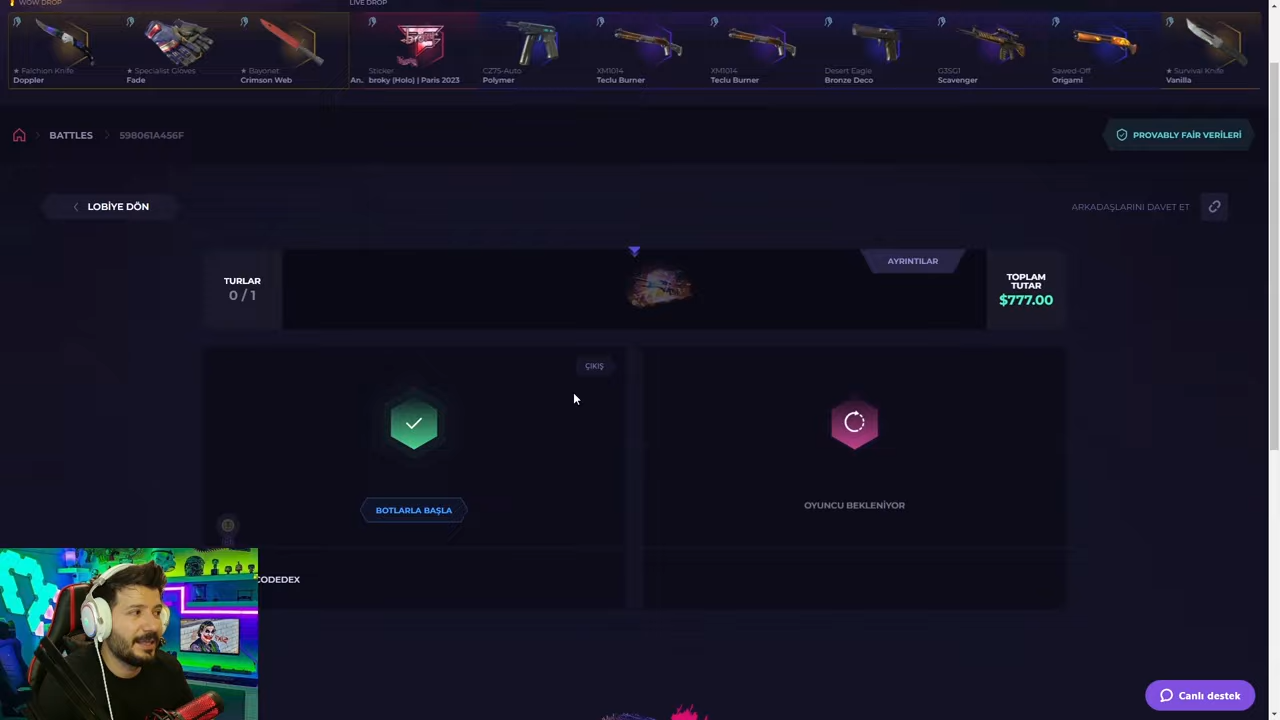 WOW DROP
LIVE DROP
★ Falchion Knife
Doppler
★ Specialist Gloves
Fade
★ Bayonet
Crimson Web
Sticker
An. broky (Holo) | Paris 2023
CZ75-Auto
Polymer
XM1014
Teclu Burner
XM1014
Teclu Burner
Desert Eagle
Bronze Deco
G3SG1
Scavenger
Sawed-Off
Origami
★ Survival Knife
Vanilla
BATTLES
598061A456F
PROVABLY FAİR VERİLERİ
LOBİYE DÖN
ARKADAŞLARINI DAVET ET
AYRINTILAR
TURLAR
0 / 1
TOPLAM
TUTAR
$777.00
ÇIKIŞ
BOTLARLA BAŞLA
OYUNCU BEKLENİYOR
CODEDEX
Canlı destek